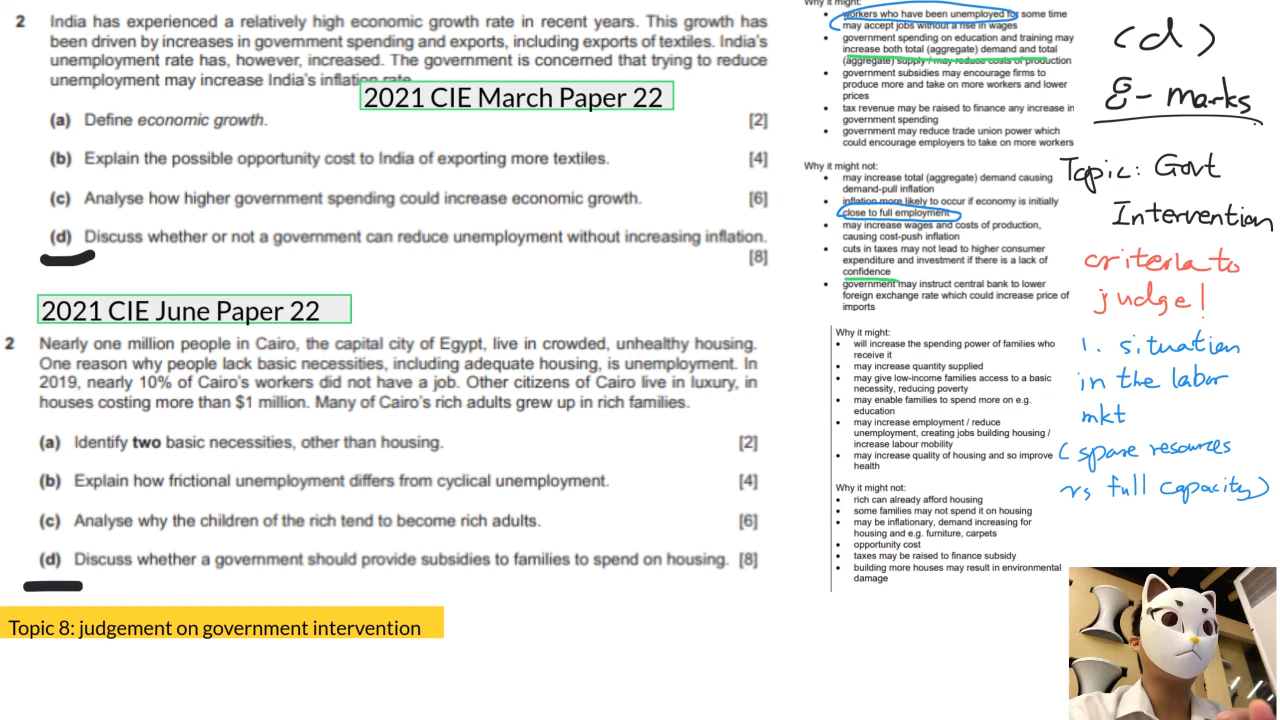 2 India has experienced a relatively high economic growth rate in recent years. This growth has
been driven by increases in government spending and exports, including exports of textiles. India's
unemployment rate has, however, increased. The government is concerned that trying to reduce
unemployment may increase India's inflation rate.
2021 CIE March Paper 22
(a) Define economic growth. [2]
(b) Explain the possible opportunity cost to India of exporting more textiles. [4]
(c) Analyse how higher government spending could increase economic growth. [6]
(d) Discuss whether or not a government can reduce unemployment without increasing inflation.
[8]
2021 CIE June Paper 22
2 Nearly one million people in Cairo, the capital city of Egypt, live in crowded, unhealthy housing.
One reason why people lack basic necessities, including adequate housing, is unemployment. In
2019, nearly 10% of Cairo's workers did not have a job. Other citizens of Cairo live in luxury, in
houses costing more than $1 million. Many of Cairo's rich adults grew up in rich families.
(a) Identify two basic necessities, other than housing. [2]
(b) Explain how frictional unemployment differs from cyclical unemployment. [4]
(c) Analyse why the children of the rich tend to become rich adults. [6]
(d) Discuss whether a government should provide subsidies to families to spend on housing. [8]
Topic 8: judgement on government intervention
Why it might:
• workers who have been unemployed for some time
may accept jobs without a rise in wages
• government spending on education and training may
increase both total (aggregate) demand and total
(aggregate) supply / may reduce costs of production
• government subsidies may encourage firms to
produce more and take on more workers and lower
prices
• tax revenue may be raised to finance any increase in
government spending
• government may reduce trade union power which
could encourage employers to take on more workers
Why it might not:
• may increase total (aggregate) demand causing
demand-pull inflation
• inflation more likely to occur if economy is initially
close to full employment
• may increase wages and costs of production,
causing cost-push inflation
• cuts in taxes may not lead to higher consumer
expenditure and investment if there is a lack of
confidence
• government may instruct central bank to lower
foreign exchange rate which could increase price of
imports
Why it might:
• will increase the spending power of families who
receive it
• may increase quantity supplied
• may give low-income families access to a basic
necessity, reducing poverty
• may enable families to spend more on e.g.
education
• may increase employment / reduce
unemployment, creating jobs building housing /
increase labour mobility
• may increase quality of housing and so improve
health
Why it might not:
• rich can already afford housing
• some families may not spend it on housing
• may be inflationary, demand increasing for
housing and e.g. furniture, carpets
• opportunity cost
• taxes may be raised to finance subsidy
• building more houses may result in environmental
damage
(d)
8-marks
Topic: Govt
Intervention
criteria to
judge!
1. situation
in the labor
mkt
(spare resources
vs full capacity)